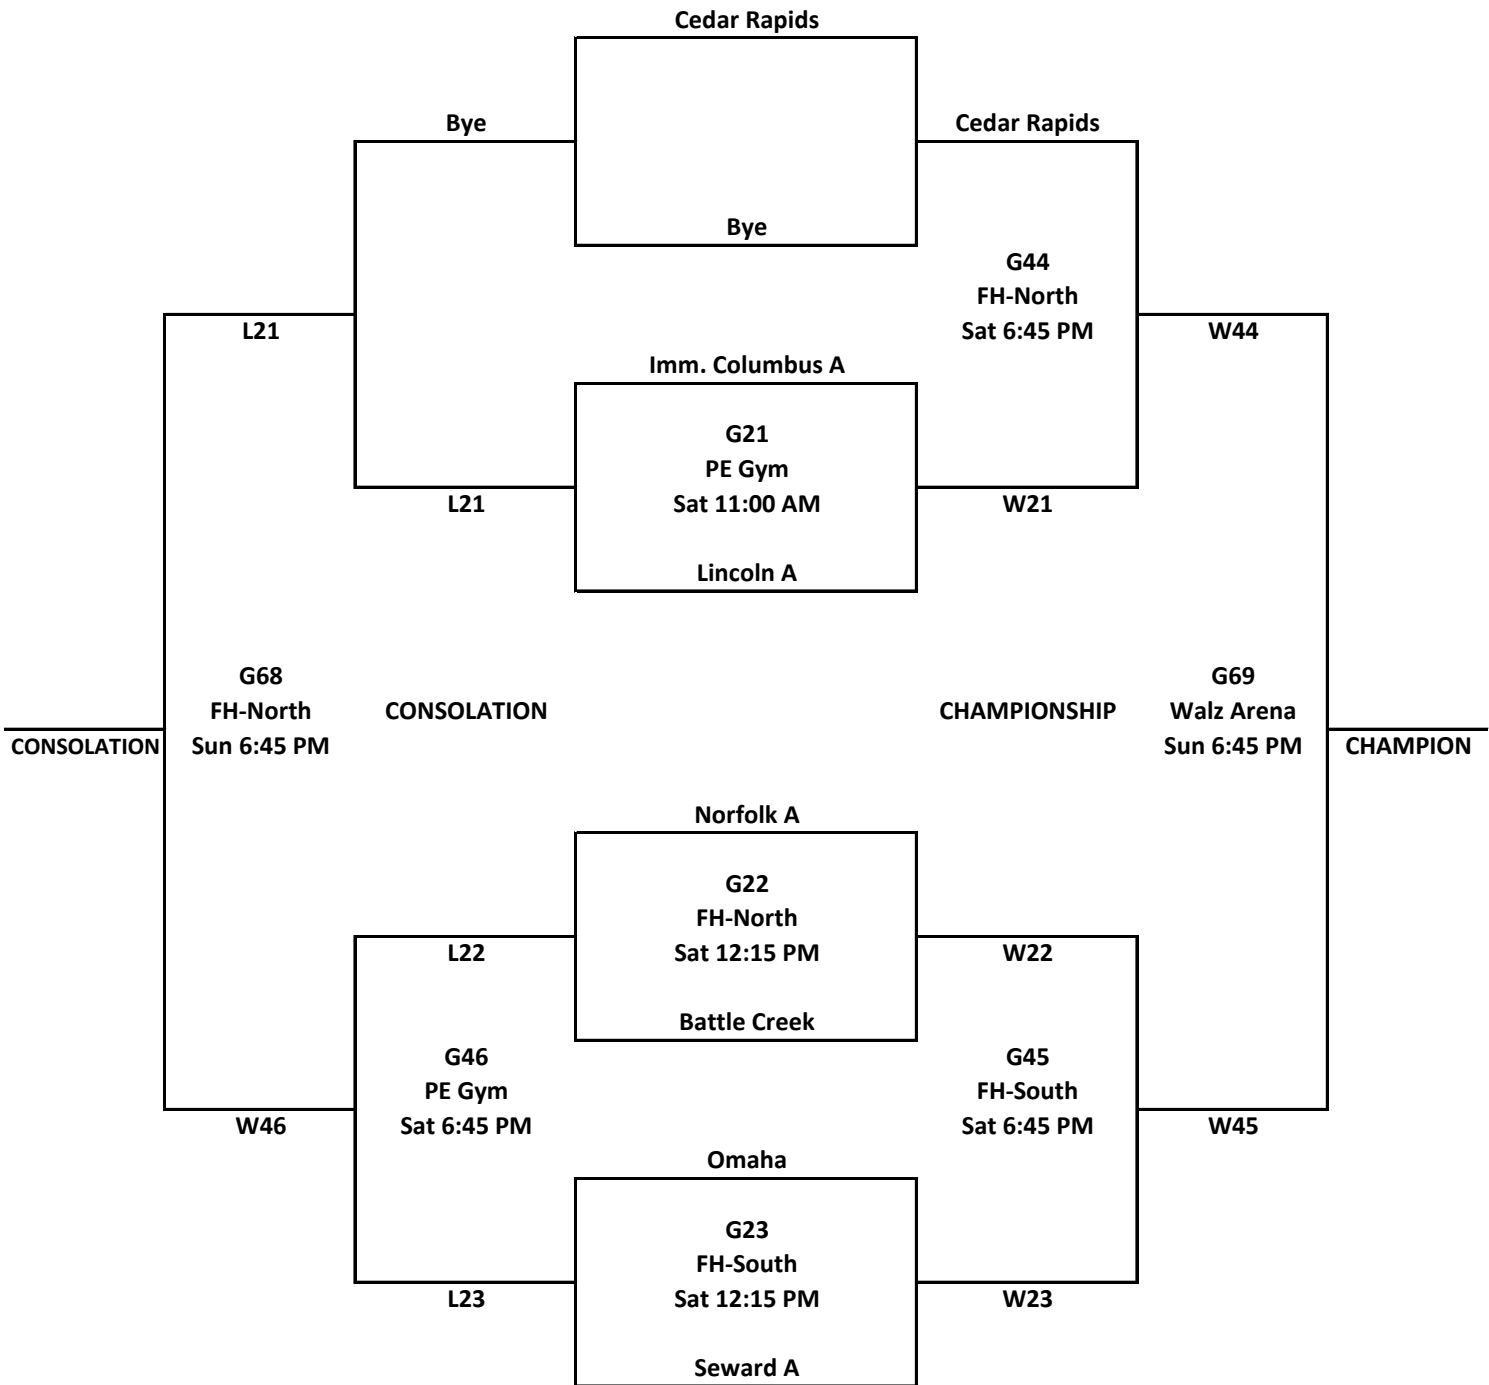 Cedar Rapids
Bye
Cedar Rapids
Bye
G44
FH-North
Sat 6:45 PM
L21
W44
Imm. Columbus A
G21
PE Gym
Sat 11:00 AM
L21
W21
Lincoln A
G68
FH-North
Sun 6:45 PM
CONSOLATION
CONSOLATION
CHAMPIONSHIP
G69
Walz Arena
Sun 6:45 PM
CHAMPION
Norfolk A
G22
FH-North
Sat 12:15 PM
L22
W22
Battle Creek
G46
PE Gym
Sat 6:45 PM
G45
FH-South
Sat 6:45 PM
W46
W45
Omaha
G23
FH-South
Sat 12:15 PM
L23
W23
Seward A